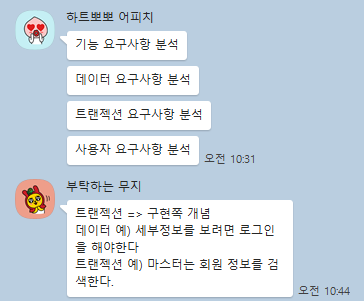 하트뽀뽀 어피치
기능 요구사항 분석
데이터 요구사항 분석
트랜젝션 요구사항 분석
사용자 요구사항 분석
오전 10:31
부탁하는 무지
트랜젝션 => 구현쪽 개념
데이터 예) 세부정보를 보려면 로그인
을 해야한다
트랜젝션 예) 마스터는 회원 정보를 검
색한다.
오전 10:44